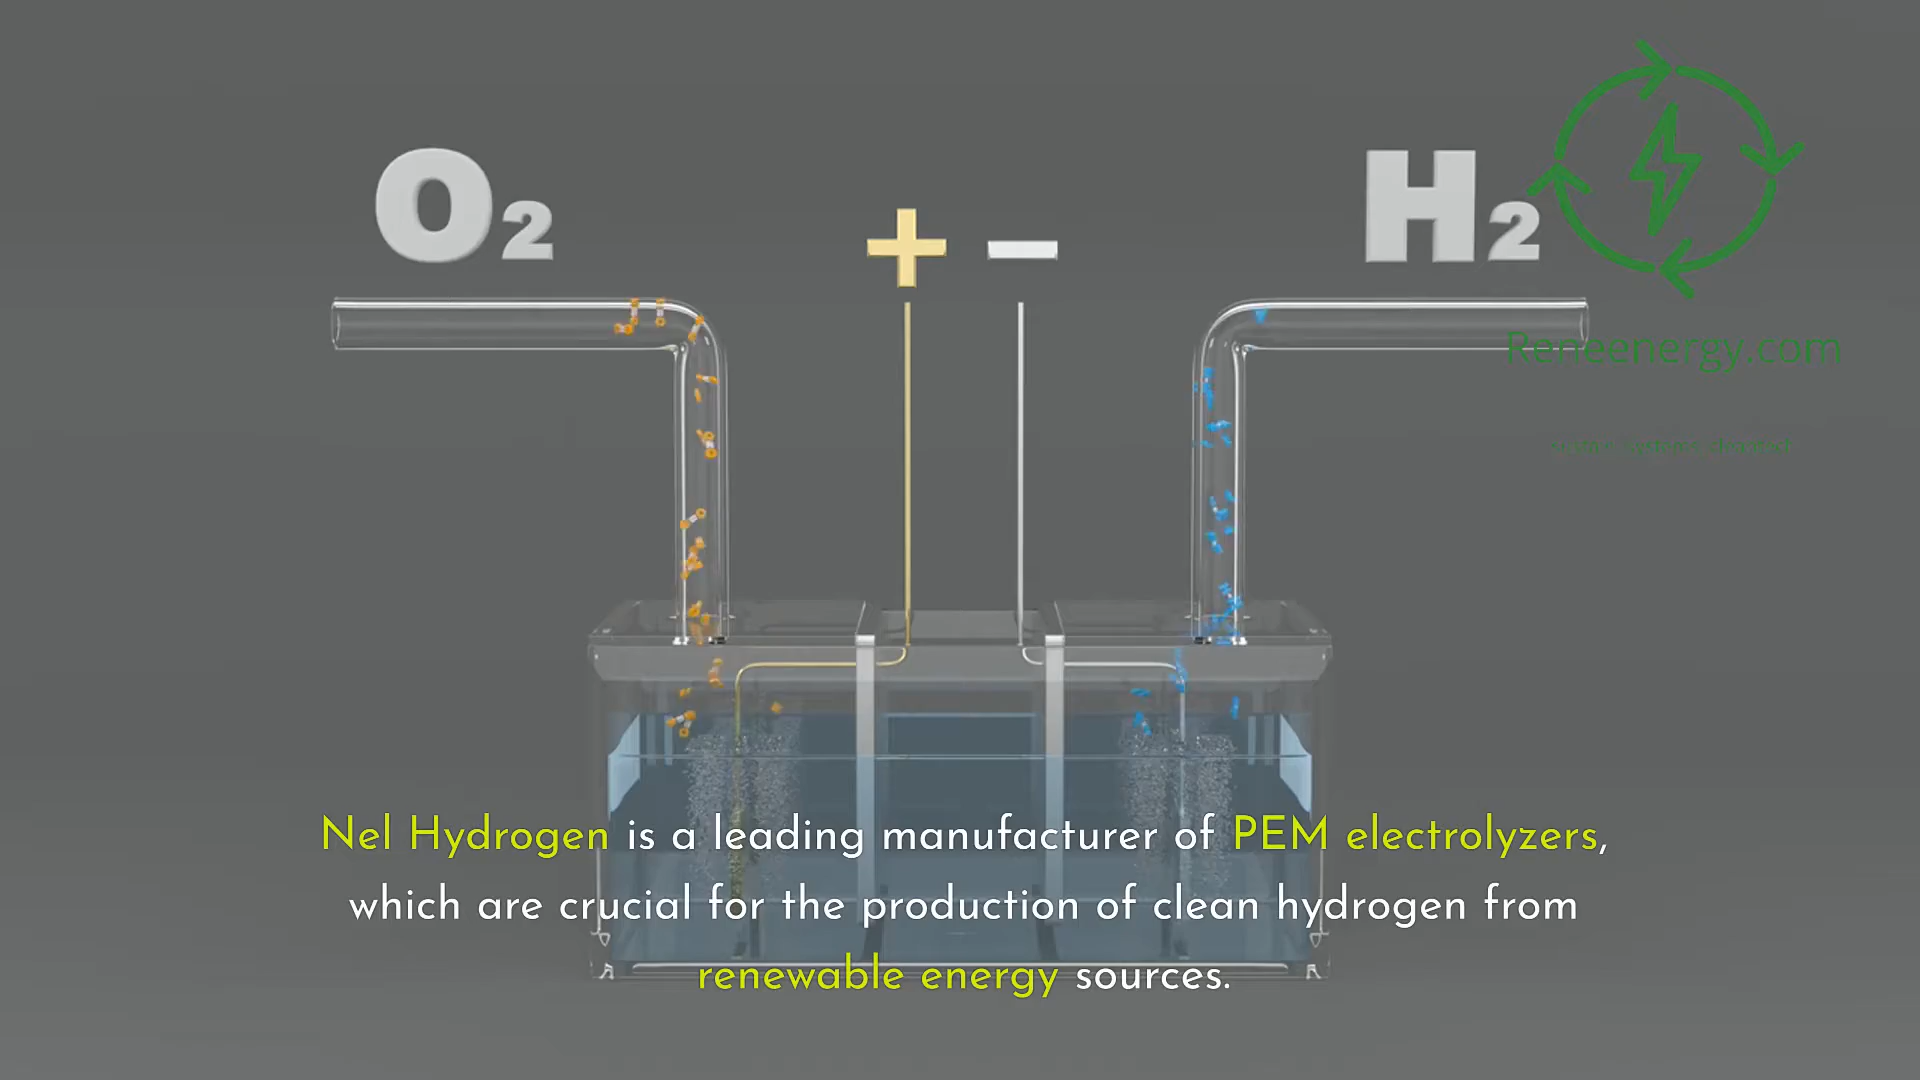 O2
+ −
H2
Reneenergy.com
Nel Hydrogen is a leading manufacturer of PEM electrolyzers,
which are crucial for the production of clean hydrogen from
renewable energy sources.